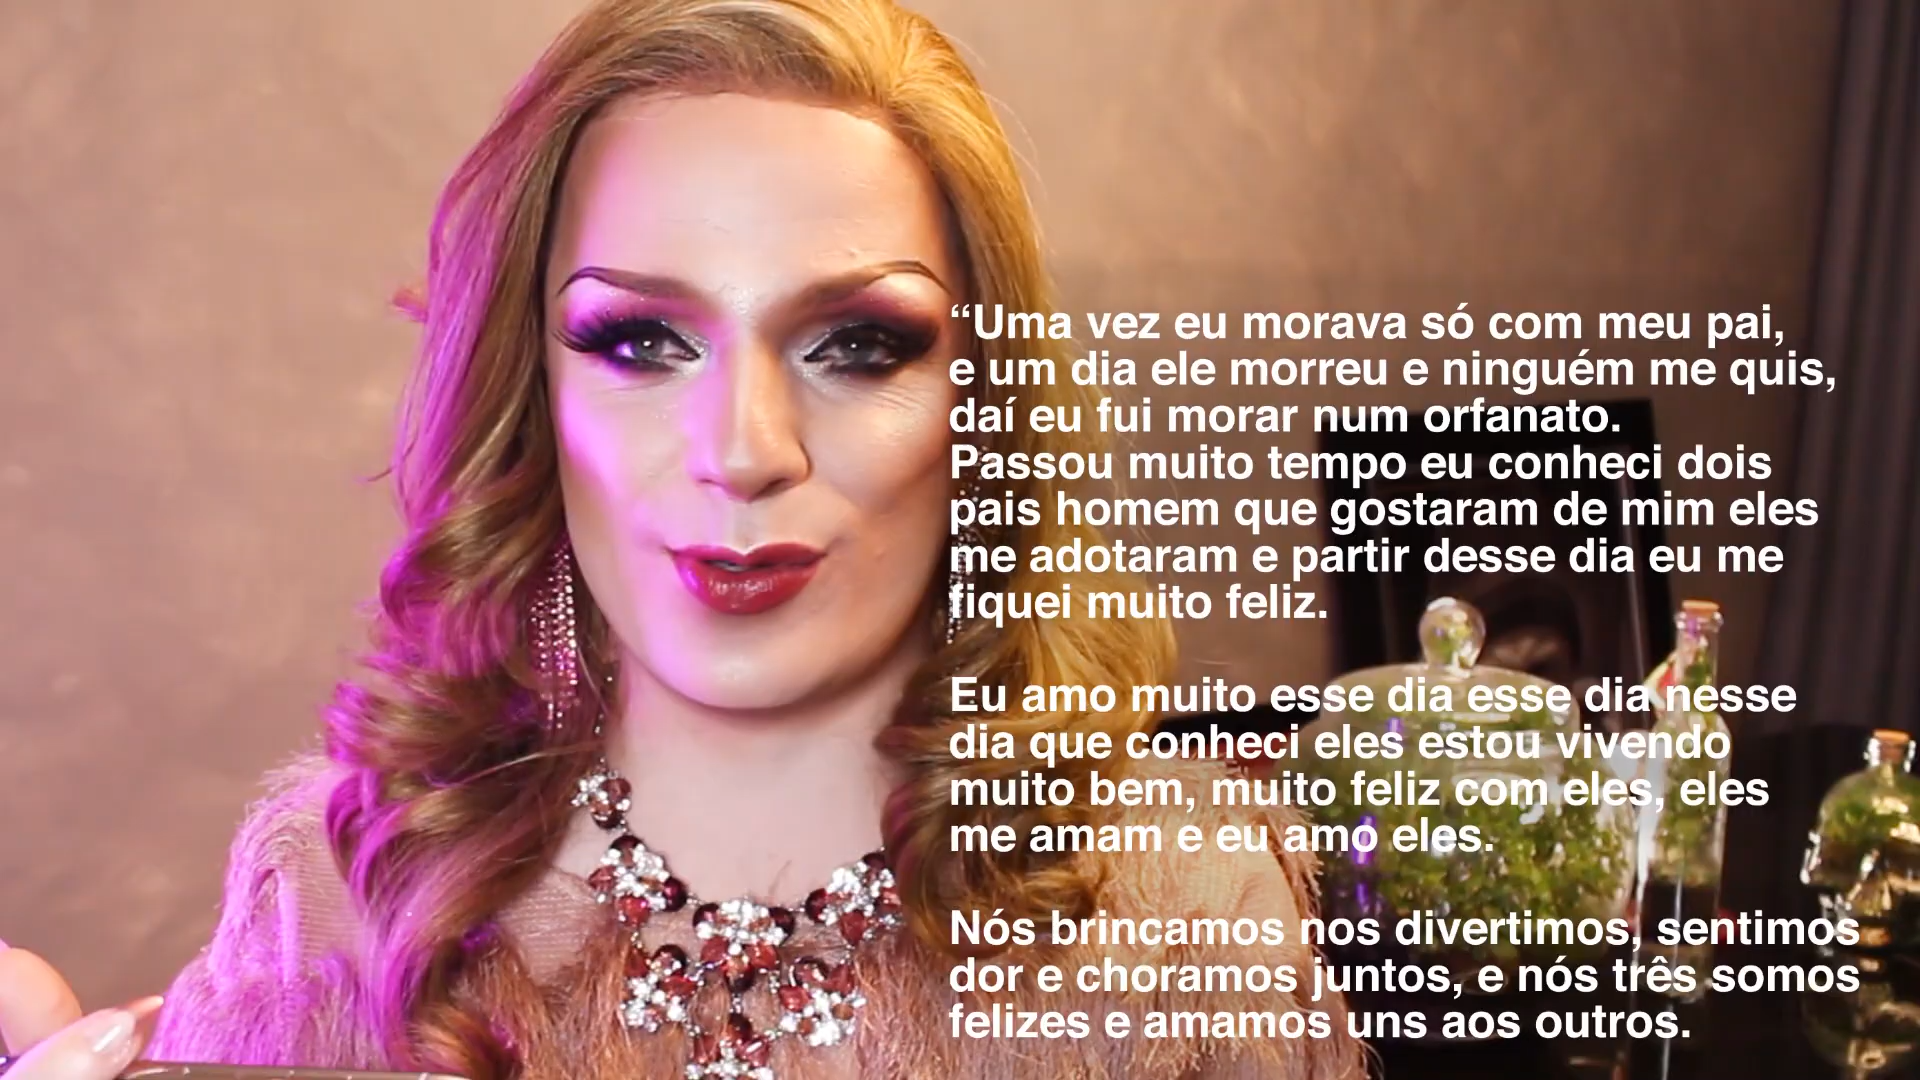 “Uma vez eu morava só com meu pai,
e um dia ele morreu e ninguém me quis,
daí eu fui morar num orfanato.
Passou muito tempo eu conheci dois
pais homem que gostaram de mim eles
me adotaram e partir desse dia eu me
fiquei muito feliz.
Eu amo muito esse dia esse dia nesse
dia que conheci eles estou vivendo
muito bem, muito feliz com eles, eles
me amam e eu amo eles.
Nós brincamos nos divertimos, sentimos
dor e choramos juntos, e nós três somos
felizes e amamos uns aos outros.